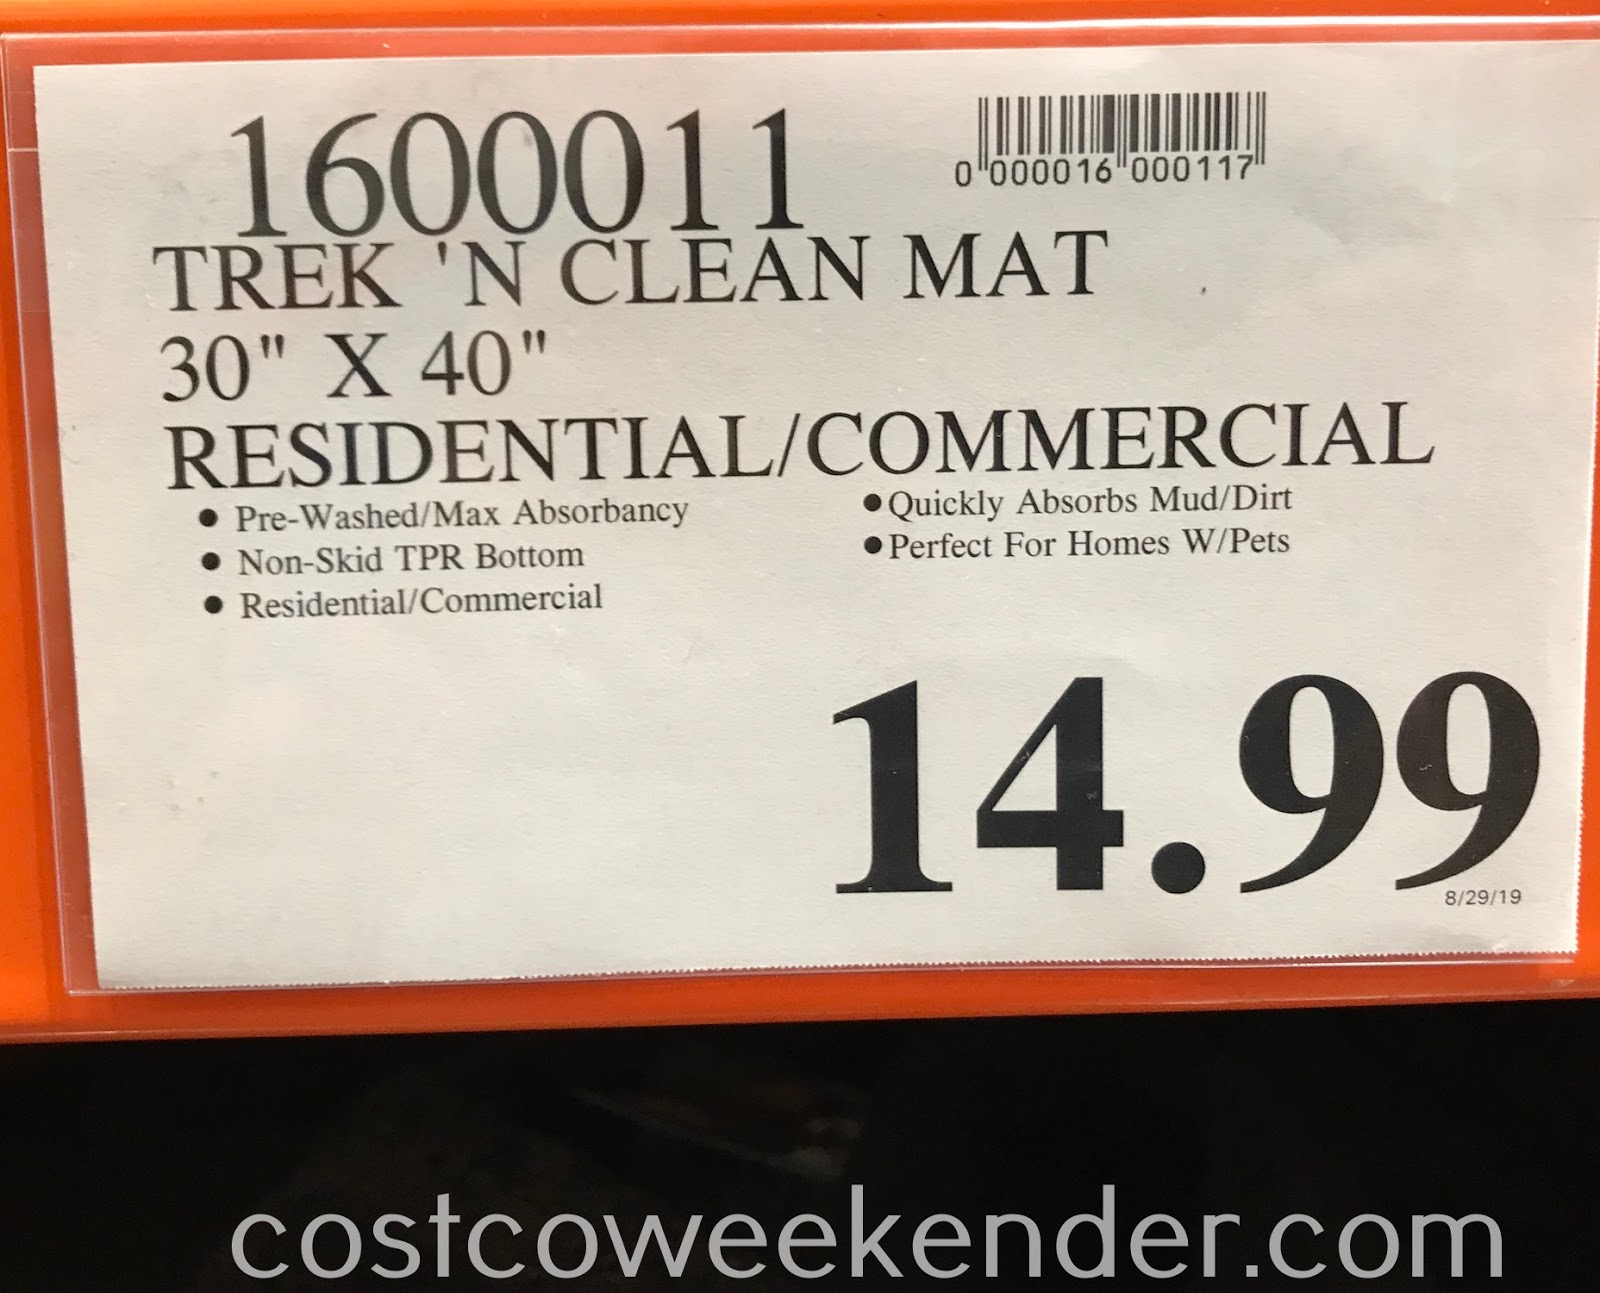 1600011
0 000016 000117
TREK 'N CLEAN MAT
30" X 40"
RESIDENTIAL/COMMERCIAL
• Pre-Washed/Max Absorbancy
• Non-Skid TPR Bottom
• Residential/Commercial
•Quickly Absorbs Mud/Dirt
•Perfect For Homes W/Pets
14.99
8/29/19
costcoweekender.com